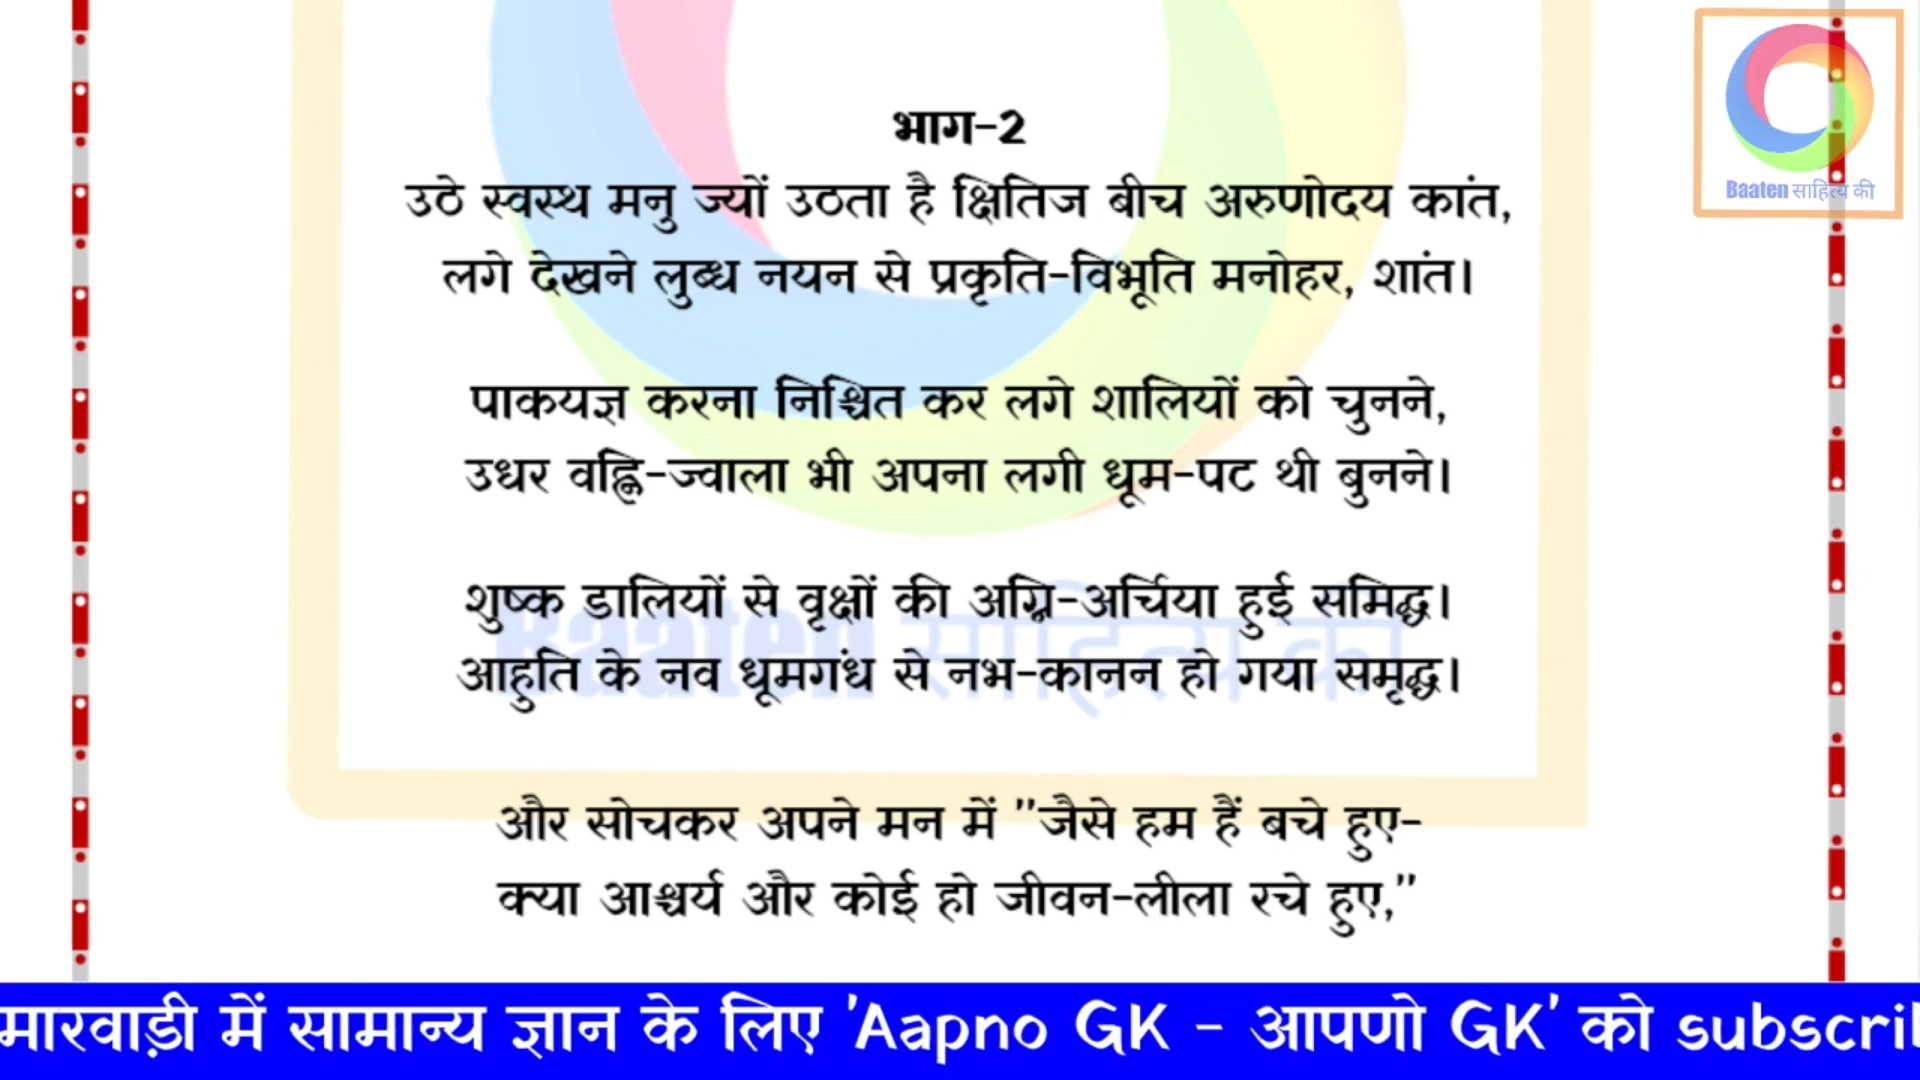 भाग-2
Baaten साहित्य की
उठे स्वस्थ मनु ज्यों उठता है क्षितिज बीच अरुणोदय कांत,
लगे देखने लुब्ध नयन से प्रकृति-विभूति मनोहर, शांत।
पाकयज्ञ करना निश्चित कर लगे शालियों को चुनने,
उधर वह्नि-ज्वाला भी अपना लगी धूम-पट थी बुनने।
शुष्क डालियों से वृक्षों की अग्नि-अर्चिया हुई समिद्ध।
आहुति के नव धूमगंध से नभ-कानन हो गया समृद्ध।
Baaten साहित्य की
और सोचकर अपने मन में "जैसे हम हैं बचे हुए-
क्या आश्चर्य और कोई हो जीवन-लीला रचे हुए,"
मारवाड़ी में सामान्य ज्ञान के लिए 'Aapno GK - आपणो GK' को subscri